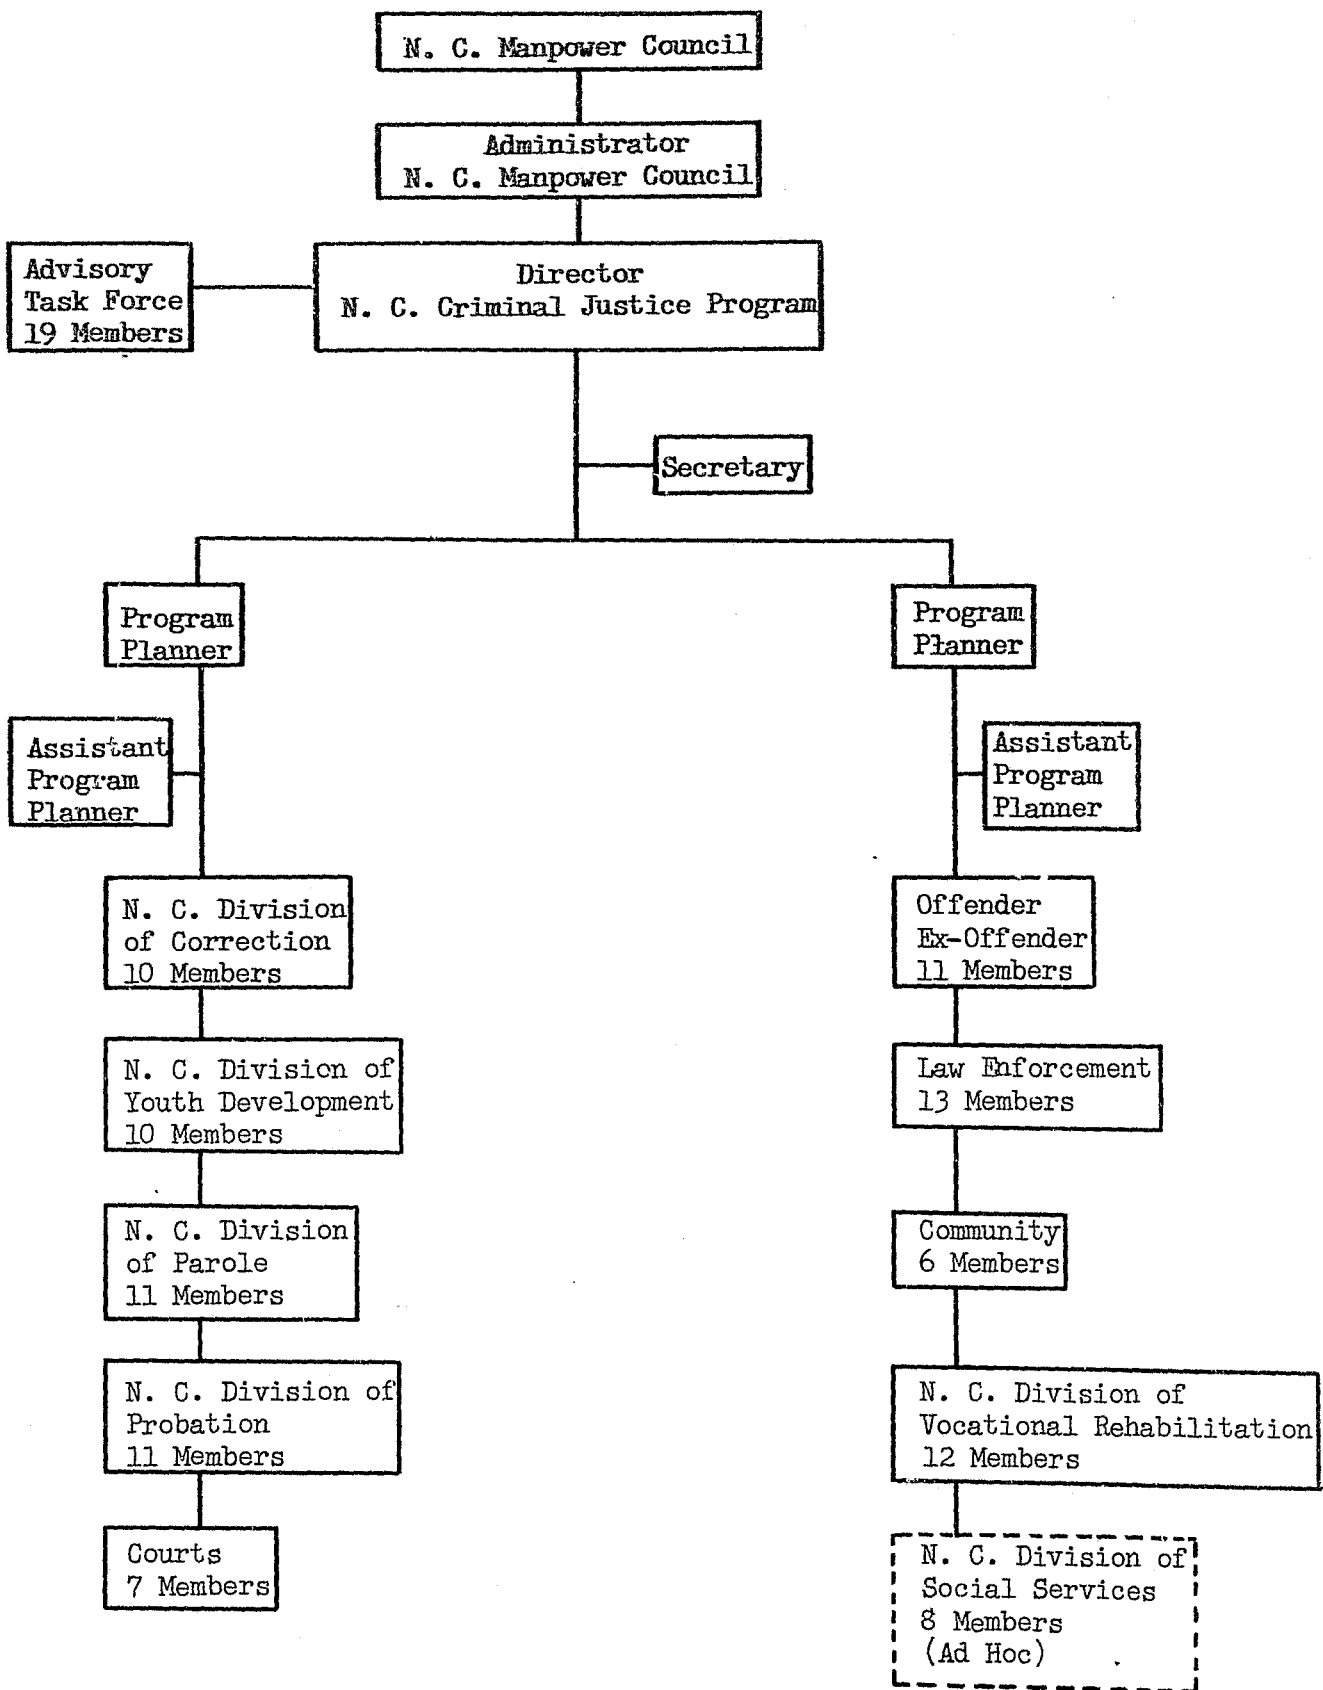 N. C. Manpower Council
Administrator
N. C. Manpower Council
Advisory
Task Force
19 Members
Director
N. C. Criminal Justice Program
Secretary
Program
Planner
Assistant
Program
Planner
N. C. Division
of Correction
10 Members
N. C. Division of
Youth Development
10 Members
N. C. Division
of Parole
11 Members
N. C. Division of
Probation
11 Members
Courts
7 Members
Program
Planner
Assistant
Program
Planner
Offender
Ex-Offender
11 Members
Law Enforcement
13 Members
Community
6 Members
N. C. Division of
Vocational Rehabilitation
12 Members
N. C. Division of
Social Services
8 Members
(Ad Hoc)